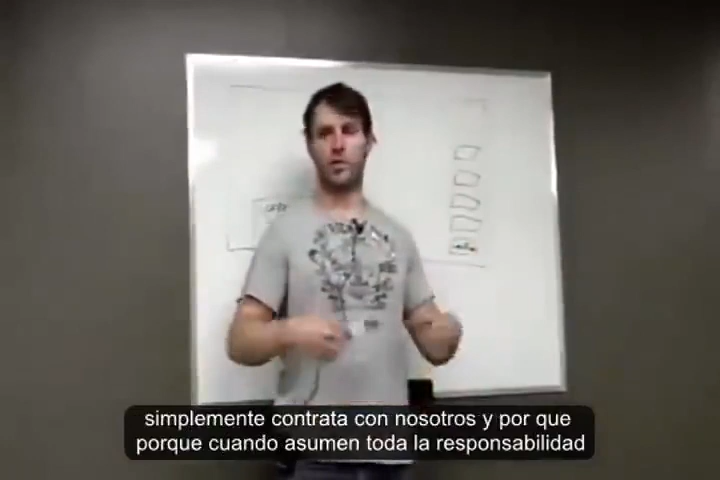 simplemente contrata con nosotros y por que
porque cuando asumen toda la responsabilidad